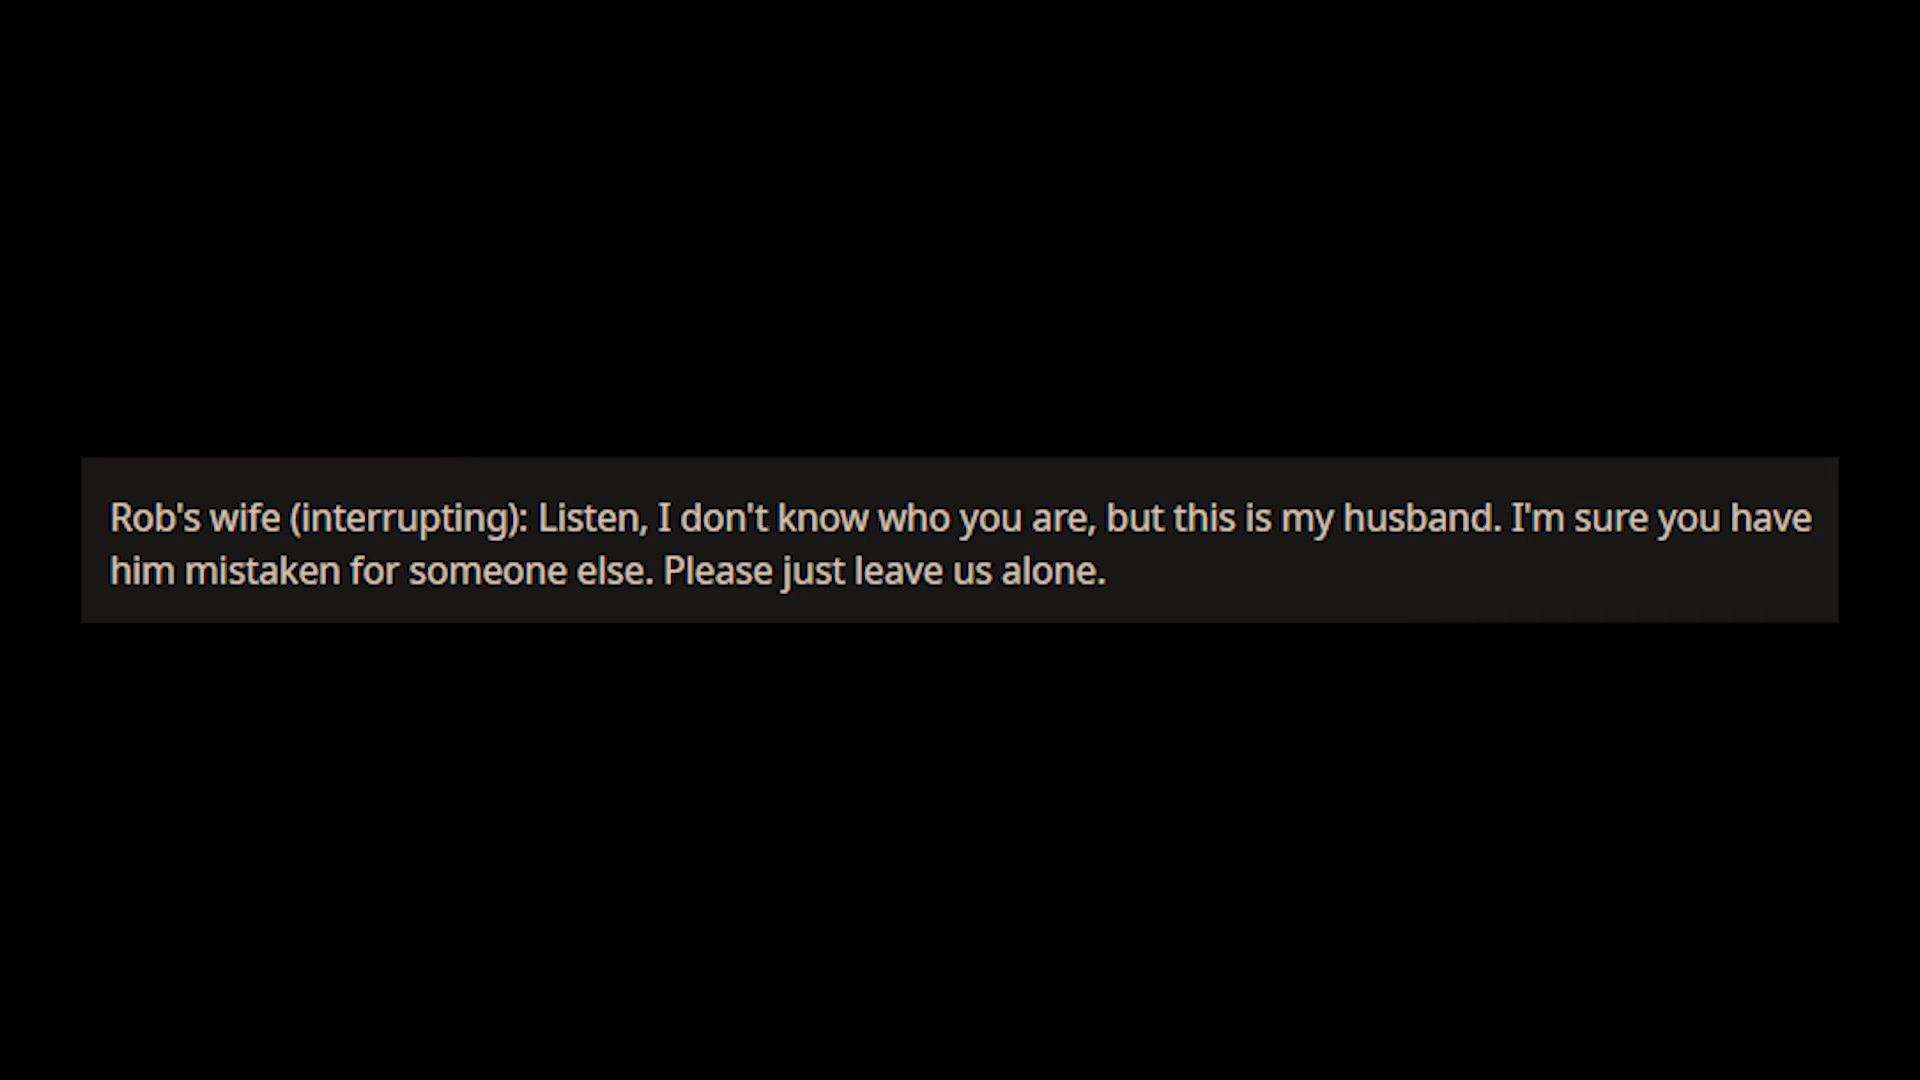 Rob's wife (interrupting): Listen, I don't know who you are, but this is my husband. I'm sure you have
him mistaken for someone else. Please just leave us alone.